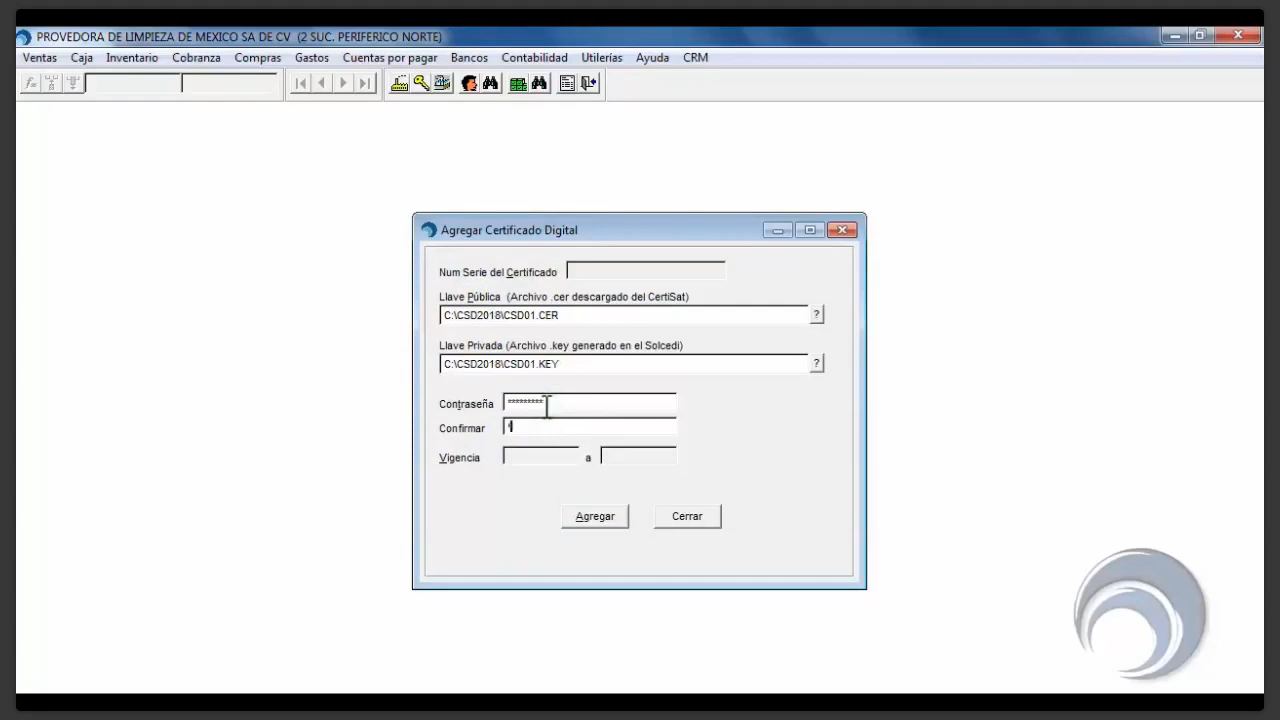 PROVEDORA DE LIMPIEZA DE MEXICO SA DE CV (2 SUC. PERIFERICO NORTE)
Ventas Caja Inventario Cobranza Compras Gastos Cuentas por pagar Bancos Contabilidad Utilerías Ayuda CRM
Agregar Certificado Digital
Num Serie del Certificado
Llave Pública (Archivo .cer descargado del CertiSat)
C:\CSD2018\CSD01.CER ?
Llave Privada (Archivo .key generado en el Solcedi)
C:\CSD2018\CSD01.KEY ?
Contraseña *********
Confirmar *
Vigencia a
Agregar Cerrar